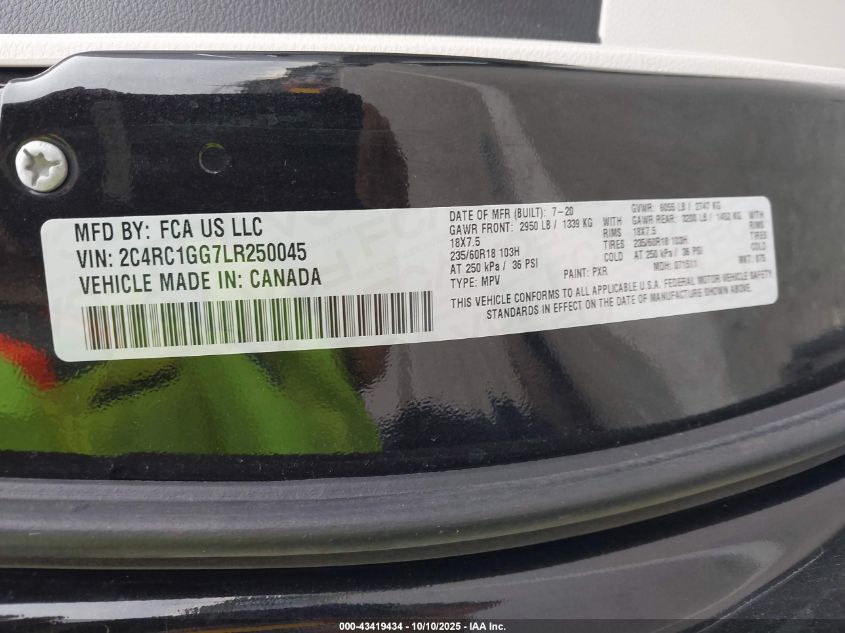 MFD BY: FCA US LLC
VIN: 2C4RC1GG7LR250045
VEHICLE MADE IN: CANADA
DATE OF MFR (BUILT): 7-20
GAWR FRONT: 2950 LB / 1339 KG WITH
18X7.5 RIMS
235/60R18 103H TIRES
AT 250 kPa / 36 PSI COLD
TYPE: MPV PAINT: PXR
GVWR: 6055 LB / 2747 KG
GAWR REAR: 3200 LB / 1452 KG WITH
18X7.5 RIMS
235/60R18 103H TIRES
AT 250 kPa / 36 PSI COLD
MDH: 071511
THIS VEHICLE CONFORMS TO ALL APPLICABLE U.S.A. FEDERAL MOTOR VEHICLE SAFETY
STANDARDS IN EFFECT ON THE DATE OF MANUFACTURE SHOWN ABOVE.
000-43419434 - 10/10/2025 - IAA Inc.